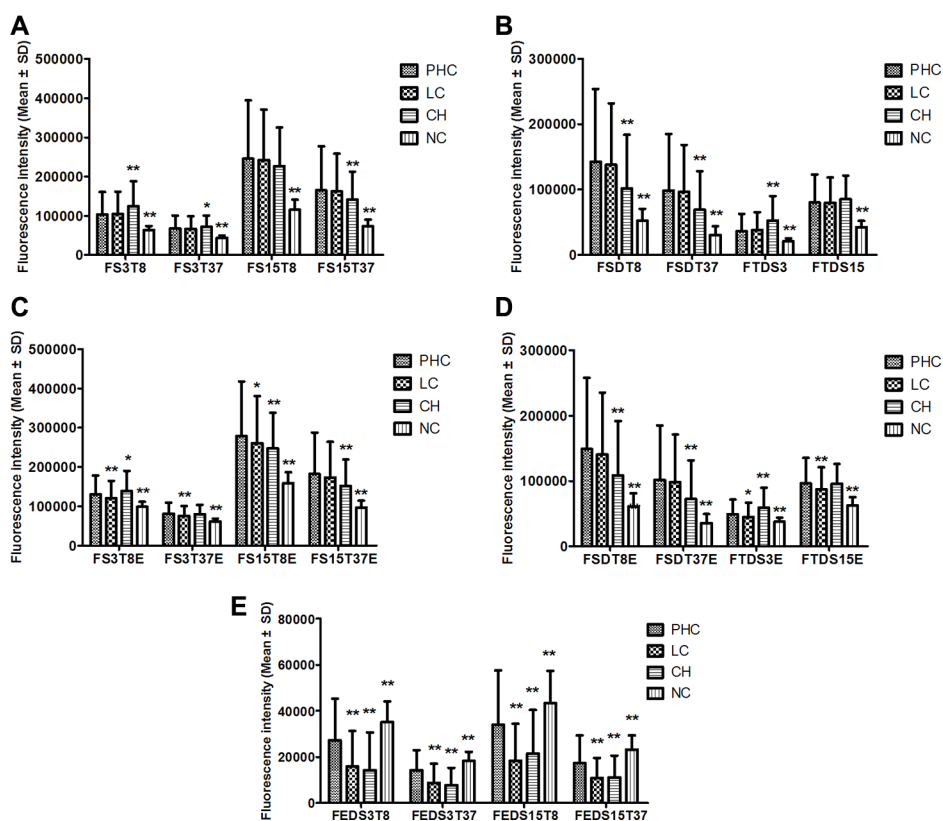 A
Fluorescence Intensity (Mean ± SD)
500000
400000
300000
200000
100000
0
** * ** ** ** ** **
FS3T8 FS3T37 FS15T8 FS15T37
PHC
LC
CH
NC
B
Fluorescence Intensity (Mean ± SD)
300000
200000
100000
0
** ** ** ** ** ** **
FSDT8 FSDT37 FTDS3 FTDS15
PHC
LC
CH
NC
C
Fluorescence Intensity (Mean ± SD)
500000
400000
300000
200000
100000
0
** * ** ** ** * ** ** ** **
FS3T8E FS3T37E FS15T8E FS15T37E
PHC
LC
CH
NC
D
Fluorescence intensity (Mean ± SD)
300000
200000
100000
0
** ** ** ** * ** ** ** **
FSDT8E FSDT37E FTDS3E FTDS15E
PHC
LC
CH
NC
E
Fluorescence intensity (Mean ± SD)
80000
60000
40000
20000
0
** ** ** ** ** ** ** ** ** ** ** **
FEDS3T8 FEDS3T37 FEDS15T8 FEDS15T37
PHC
LC
CH
NC